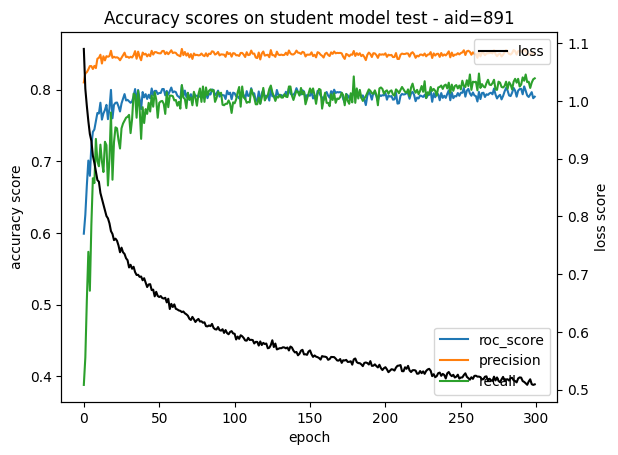 Accuracy scores on student model test - aid=891
loss
accuracy score
0.8
0.7
0.6
0.5
0.4
1.1
1.0
0.9
0.8
0.7
0.6
0.5
loss score
roc_score
precision
recall
0
50
100
150
200
250
300
epoch